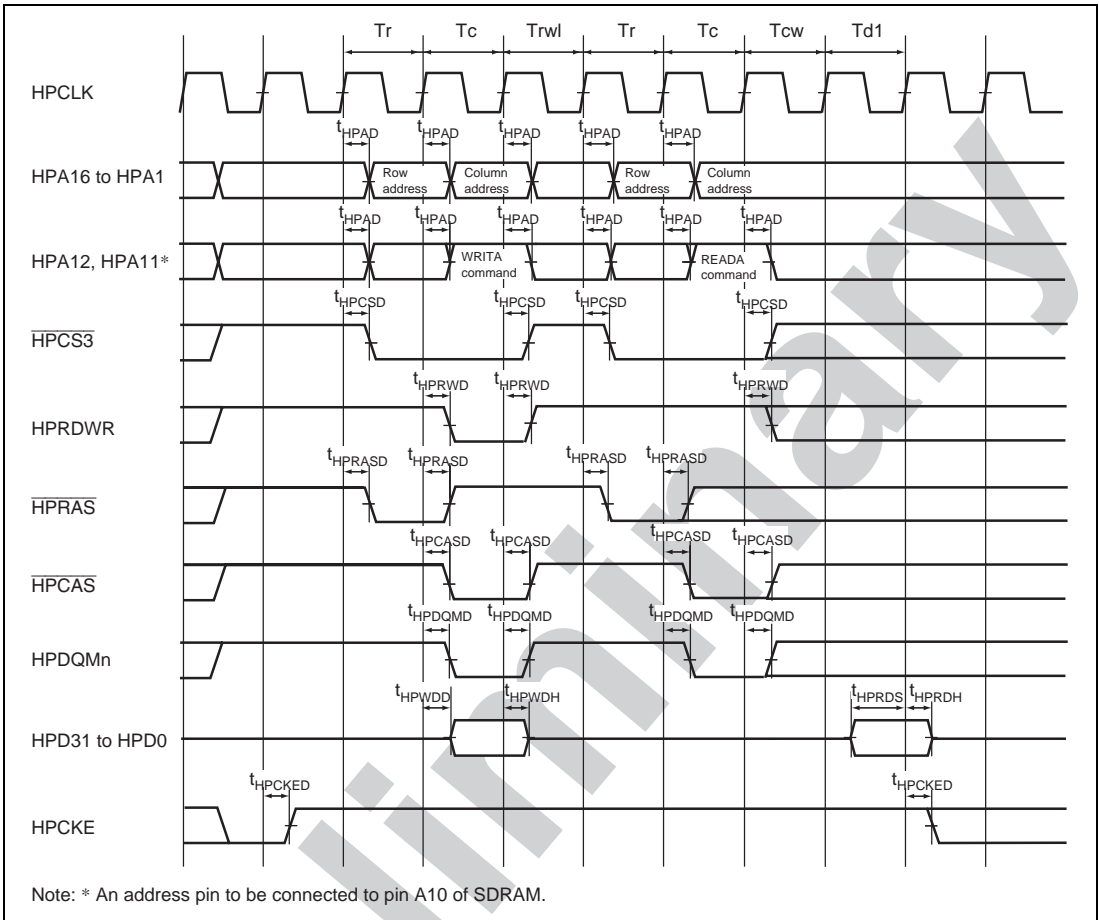 Tr Tc Trwl Tr Tc Tcw Td1
HPCLK
tHPAD tHPAD tHPAD tHPAD tHPAD
HPA16 to HPA1
Row address
Column address
Row address
Column address
tHPAD tHPAD tHPAD tHPAD tHPAD tHPAD
HPA12, HPA11*
WRITA command
READA command
tHPCSD tHPCSD tHPCSD tHPCSD
HPCS3
tHPRWD tHPRWD tHPRWD
HPRDWR
tHPRASD tHPRASD tHPRASD tHPRASD
HPRAS
tHPCASD tHPCASD tHPCASD tHPCASD
HPCAS
tHPDQMD tHPDQMD tHPDQMD tHPDQMD
HPDQMn
tHPWDD tHPWDH tHPRDS tHPRDH
HPD31 to HPD0
tHPCKED tHPCKED
HPCKE
Note: * An address pin to be connected to pin A10 of SDRAM.
liminary